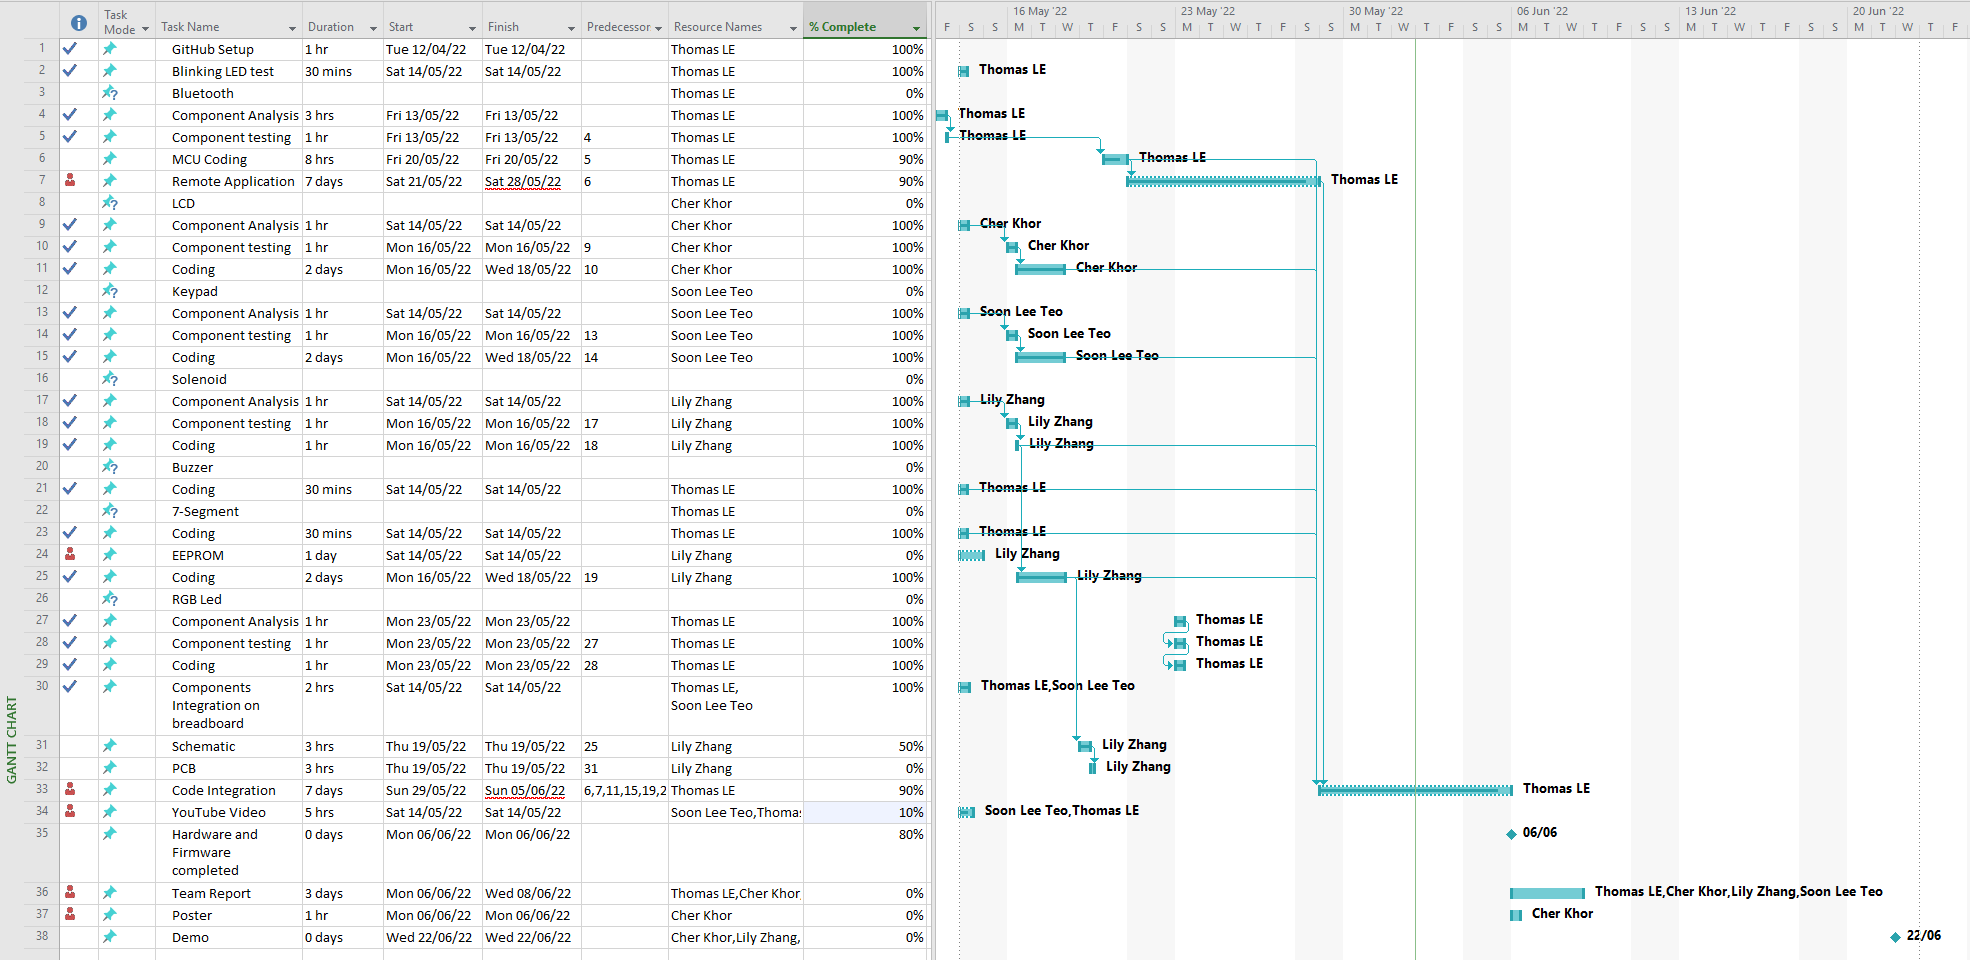 Task Mode Task Name Duration Start Finish Predecessor Resource Names % Complete
16 May '22 23 May '22 30 May '22 06 Jun '22 13 Jun '22 20 Jun '22
F S S M T W T F S S M T W T F S S M T W T F S S M T W T F S S M T W T F S S M T W T F
1 GitHub Setup 1 hr Tue 12/04/22 Tue 12/04/22 Thomas LE 100%
2 Blinking LED test 30 mins Sat 14/05/22 Sat 14/05/22 Thomas LE 100% Thomas LE
3 Bluetooth Thomas LE 0%
4 Component Analysis 3 hrs Fri 13/05/22 Fri 13/05/22 Thomas LE 100% Thomas LE
5 Component testing 1 hr Fri 13/05/22 Fri 13/05/22 4 Thomas LE 100% Thomas LE
6 MCU Coding 8 hrs Fri 20/05/22 Fri 20/05/22 5 Thomas LE 90% Thomas LE
7 Remote Application 7 days Sat 21/05/22 Sat 28/05/22 6 Thomas LE 90% Thomas LE
8 LCD Cher Khor 0%
9 Component Analysis 1 hr Sat 14/05/22 Sat 14/05/22 Cher Khor 100% Cher Khor
10 Component testing 1 hr Mon 16/05/22 Mon 16/05/22 9 Cher Khor 100% Cher Khor
11 Coding 2 days Mon 16/05/22 Wed 18/05/22 10 Cher Khor 100% Cher Khor
12 Keypad Soon Lee Teo 0%
13 Component Analysis 1 hr Sat 14/05/22 Sat 14/05/22 Soon Lee Teo 100% Soon Lee Teo
14 Component testing 1 hr Mon 16/05/22 Mon 16/05/22 13 Soon Lee Teo 100% Soon Lee Teo
15 Coding 2 days Mon 16/05/22 Wed 18/05/22 14 Soon Lee Teo 100% Soon Lee Teo
16 Solenoid 0%
17 Component Analysis 1 hr Sat 14/05/22 Sat 14/05/22 Lily Zhang 100% Lily Zhang
18 Component testing 1 hr Mon 16/05/22 Mon 16/05/22 17 Lily Zhang 100% Lily Zhang
19 Coding 1 hr Mon 16/05/22 Mon 16/05/22 18 Lily Zhang 100% Lily Zhang
20 Buzzer 0%
21 Coding 30 mins Sat 14/05/22 Sat 14/05/22 Thomas LE 100% Thomas LE
22 7-Segment Thomas LE 0%
23 Coding 30 mins Sat 14/05/22 Sat 14/05/22 Thomas LE 100% Thomas LE
24 EEPROM 1 day Sat 14/05/22 Sat 14/05/22 Lily Zhang 0% Lily Zhang
25 Coding 2 days Mon 16/05/22 Wed 18/05/22 19 Lily Zhang 100% Lily Zhang
26 RGB Led 0%
27 Component Analysis 1 hr Mon 23/05/22 Mon 23/05/22 Thomas LE 100% Thomas LE
28 Component testing 1 hr Mon 23/05/22 Mon 23/05/22 27 Thomas LE 100% Thomas LE
29 Coding 1 hr Mon 23/05/22 Mon 23/05/22 28 Thomas LE 100% Thomas LE
30 Components Integration on breadboard 2 hrs Sat 14/05/22 Sat 14/05/22 Thomas LE, Soon Lee Teo 100% Thomas LE,Soon Lee Teo
31 Schematic 3 hrs Thu 19/05/22 Thu 19/05/22 25 Lily Zhang 50% Lily Zhang
32 PCB 3 hrs Thu 19/05/22 Thu 19/05/22 31 Lily Zhang 0% Lily Zhang
33 Code Integration 7 days Sun 29/05/22 Sun 05/06/22 6,7,11,15,19,2 Thomas LE 90% Thomas LE
34 YouTube Video 5 hrs Sat 14/05/22 Sat 14/05/22 Soon Lee Teo,Thomas 10% Soon Lee Teo,Thomas LE
35 Hardware and Firmware completed 0 days Mon 06/06/22 Mon 06/06/22 80% 06/06
36 Team Report 3 days Mon 06/06/22 Wed 08/06/22 Thomas LE,Cher Khor, 0% Thomas LE,Cher Khor,Lily Zhang,Soon Lee Teo
37 Poster 1 hr Mon 06/06/22 Mon 06/06/22 Cher Khor 0% Cher Khor
38 Demo 0 days Wed 22/06/22 Wed 22/06/22 Cher Khor,Lily Zhang, 0% 22/06
GANTT CHART